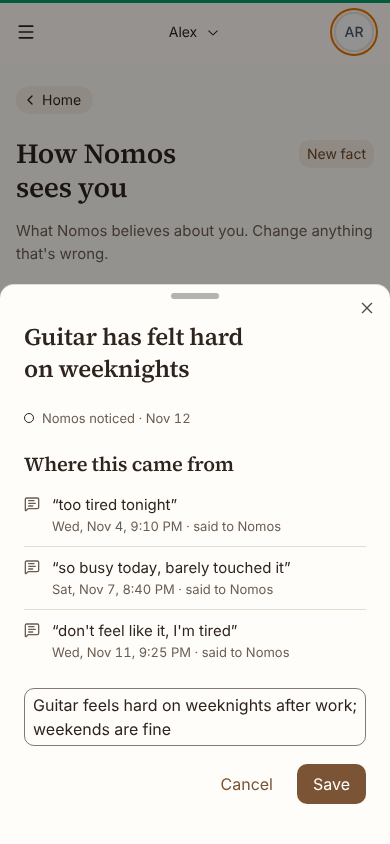 Alex
AR
Home
How Nomos
sees you
New fact
What Nomos believes about you. Change anything
that's wrong.
Guitar has felt hard
on weeknights
Nomos noticed · Nov 12
Where this came from
“too tired tonight”
Wed, Nov 4, 9:10 PM · said to Nomos
“so busy today, barely touched it”
Sat, Nov 7, 8:40 PM · said to Nomos
“don't feel like it, I'm tired”
Wed, Nov 11, 9:25 PM · said to Nomos
Guitar feels hard on weeknights after work;
weekends are fine
Cancel
Save